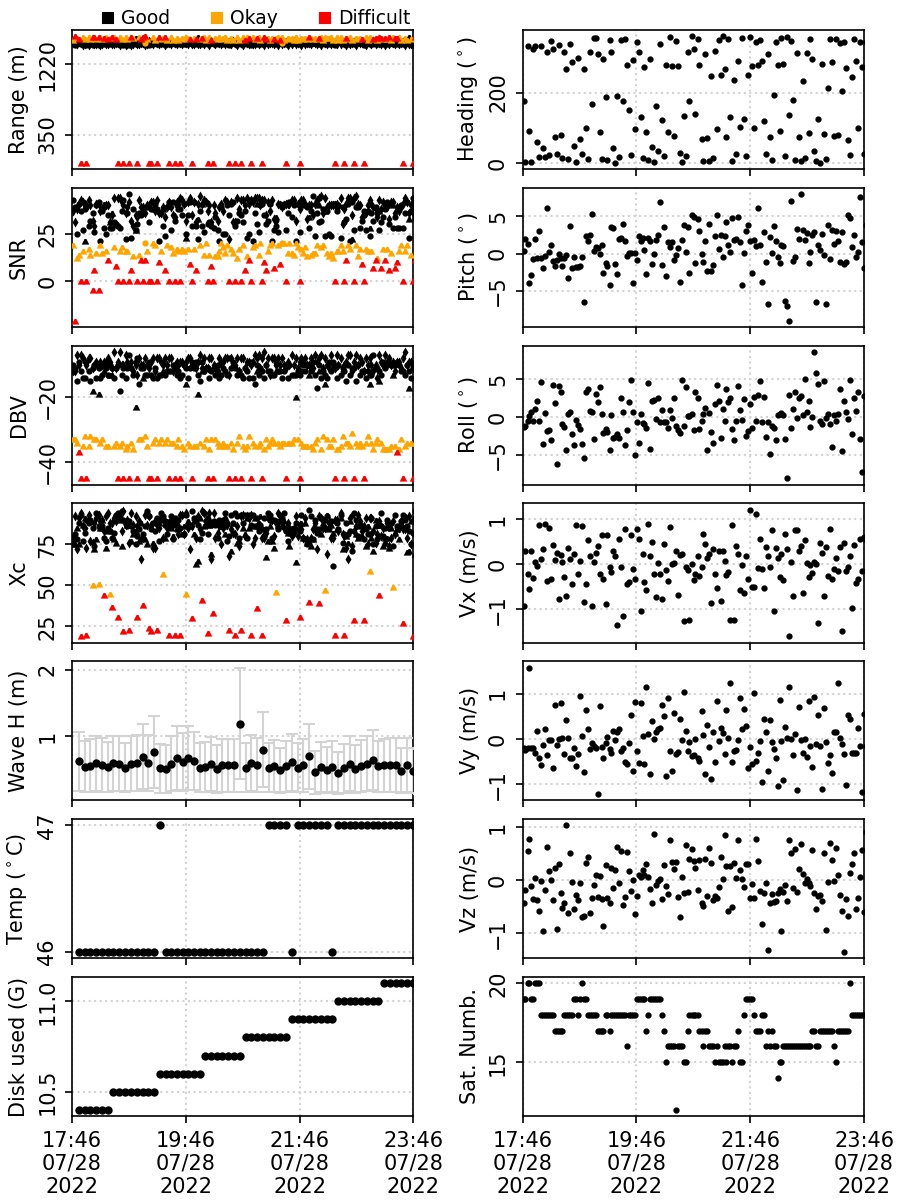 Good Okay Difficult
Range (m)
1220
350
Heading (°)
200
0
SNR
25
0
Pitch (°)
5
0
−5
DBV
−20
−40
Roll (°)
5
0
−5
Xc
75
50
25
Vx (m/s)
1
0
−1
Wave H (m)
2
1
Vy (m/s)
1
0
−1
Temp (°C)
47
46
Vz (m/s)
1
0
−1
Disk used (G)
11.0
10.5
Sat. Numb.
20
15
17:46 19:46 21:46 23:46
07/28 07/28 07/28 07/28
2022 2022 2022 2022
17:46 19:46 21:46 23:46
07/28 07/28 07/28 07/28
2022 2022 2022 2022